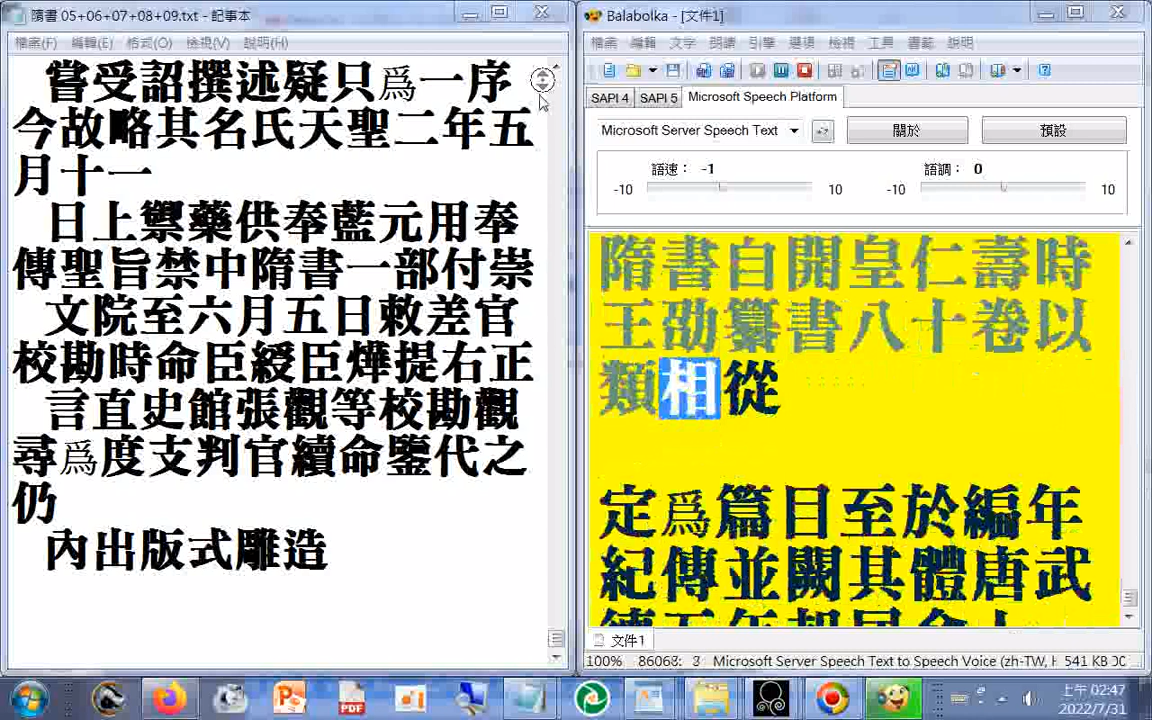 隋書 05+06+07+08+09.txt - 記事本
檔案(F) 編輯(E) 格式(O) 檢視(V) 說明(H)
嘗受詔撰述疑只爲一序
今故略其名氏天聖二年五
月十一
日上禦藥供奉藍元用奉
傳聖旨禁中隋書一部付崇
文院至六月五日敕差官
校勘時命臣綬臣燁提右正
言直史館張觀等校勘觀
尋爲度支判官續命鑒代之
仍
內出版式雕造
Balabolka - [文件1]
檔案 編輯 文字 朗讀 引擎 選項 檢視 工具 書籤 說明
SAPI 4 SAPI 5 Microsoft Speech Platform
Microsoft Server Speech Text 關於 預設
語速： -1 語調： 0
-10 10 -10 10
隋書自開皇仁壽時
王劭纂書八十卷以
類相從
定爲篇目至於編年
紀傳並闕其體唐武
文件1
100% 86068: 3 Microsoft Server Speech Text to Speech Voice (zh-TW, H 541 KB
PDF
上午 02:47
2022/7/31